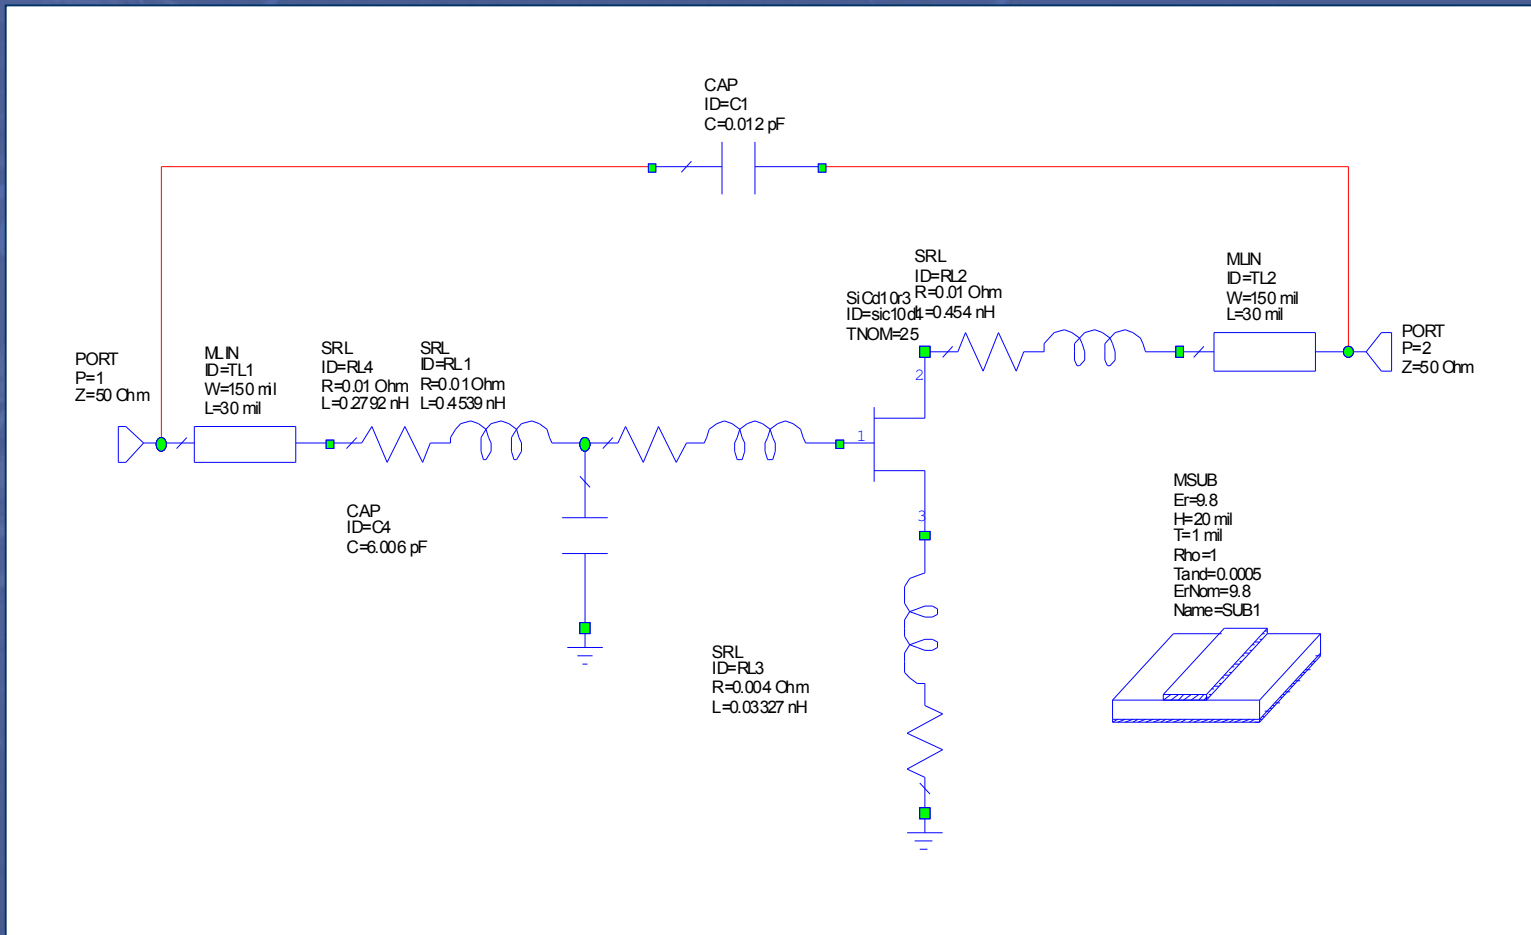 CAP
ID=C1
C=0.012 pF
SRL
ID=RL2
R=0.01 Ohm
L=0.454 nH
SiCd10r3
ID=sic10d1
TNOM=25
MLIN
ID=TL2
W=150 mil
L=30 mil
PORT
P=2
Z=50 Ohm
PORT
P=1
Z=50 Ohm
MLIN
ID=TL1
W=150 mil
L=30 mil
SRL
ID=RL4
R=0.01 Ohm
L=0.2792 nH
SRL
ID=RL1
R=0.01 Ohm
L=0.4539 nH
2
1
3
CAP
ID=C4
C=6.006 pF
SRL
ID=RL3
R=0.004 Ohm
L=0.03327 nH
MSUB
Er=9.8
H=20 mil
T=1 mil
Rho=1
Tand=0.0005
ErNom=9.8
Name=SUB1